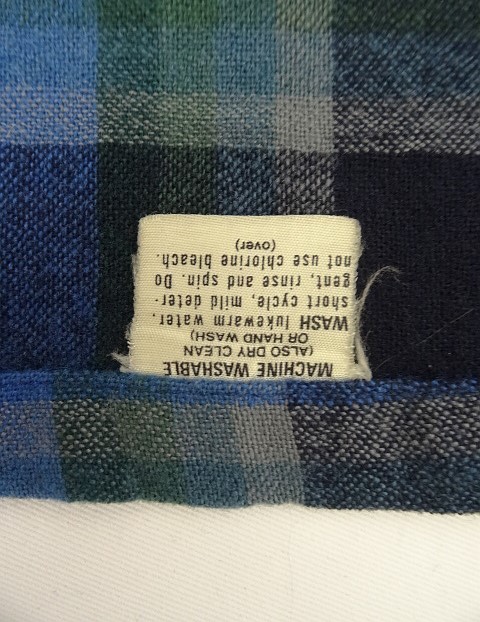 MACHINE WASHABLE
(ALSO DRY CLEAN
OR HAND WASH)
WASH lukewarm water,
short cycle, mild deter-
gent, rinse and spin. Do
not use chlorine bleach.
(over)